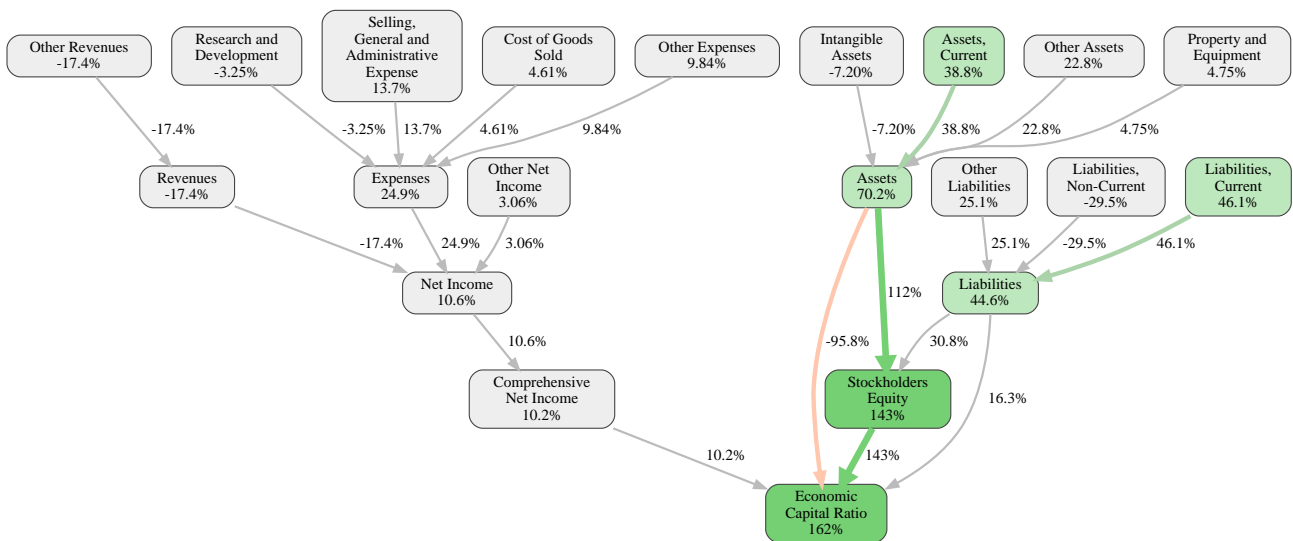 Other Revenues
-17.4%
Research and
Development
-3.25%
Selling,
General and
Administrative
Expense
13.7%
Cost of Goods
Sold
4.61%
Other Expenses
9.84%
Intangible
Assets
-7.20%
Assets,
Current
38.8%
Other Assets
22.8%
Property and
Equipment
4.75%
-17.4%
-3.25%
13.7%
4.61%
9.84%
-7.20%
38.8%
22.8%
4.75%
Revenues
-17.4%
Expenses
24.9%
Other Net
Income
3.06%
Assets
70.2%
Other
Liabilities
25.1%
Liabilities,
Non-Current
-29.5%
Liabilities,
Current
46.1%
-17.4%
24.9%
3.06%
25.1%
-29.5%
46.1%
Net Income
10.6%
112%
Liabilities
44.6%
10.6%
-95.8%
30.8%
Comprehensive
Net Income
10.2%
Stockholders
Equity
143%
16.3%
10.2%
143%
Economic
Capital Ratio
162%